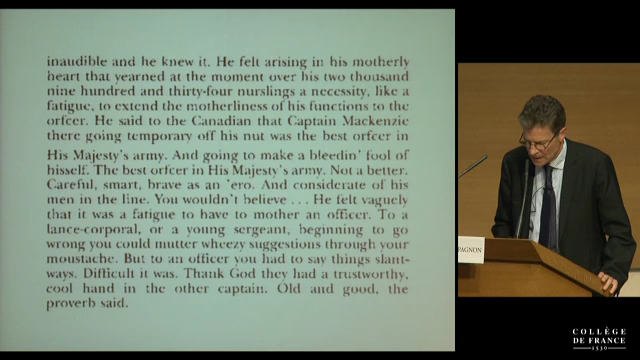 inaudible and he knew it. He felt arising in his motherly
heart that yearned at the moment over his two thousand
nine hundred and thirty-four nurslings a necessity, like a
fatigue, to extend the motherliness of his functions to the
orfcer. He said to the Canadian that Captain Mackenzie
there going temporary off his nut was the best orfcer in
His Majesty's army. And going to make a bleedin' fool of
hisself. The best orfcer in His Majesty's army. Not a better.
Careful, smart, brave as an 'ero. And considerate of his
men in the line. You wouldn't believe . . . He felt vaguely
that it was a fatigue to have to mother an officer. To a
lance-corporal, or a young sergeant, beginning to go
wrong you could mutter wheezy suggestions through your
moustache. But to an officer you had to say things slant-
ways. Difficult it was. Thank God they had a trustworthy,
cool hand in the other captain. Old and good, the
proverb said.
PAGNON
COLLÈGE
DE FRANCE
1530